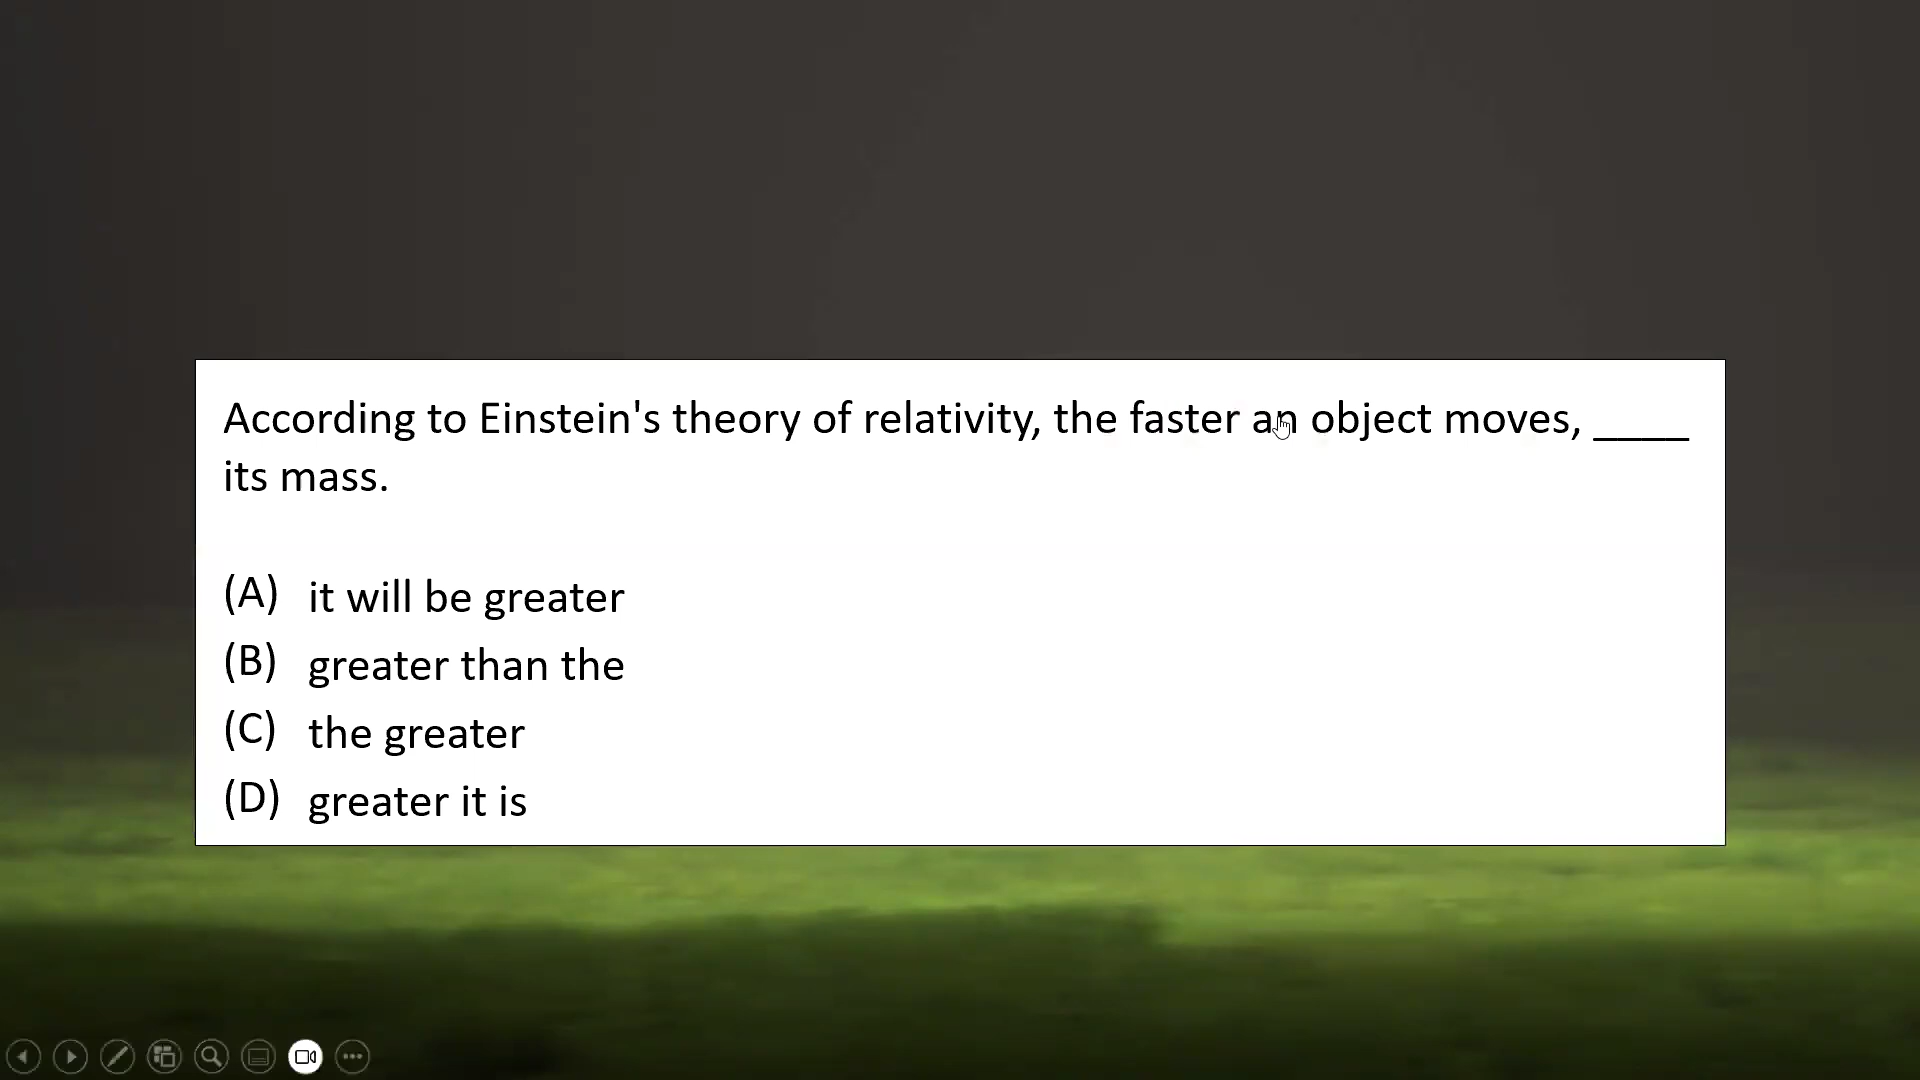 According to Einstein's theory of relativity, the faster an object moves, ____
its mass.
(A) it will be greater
(B) greater than the
(C) the greater
(D) greater it is